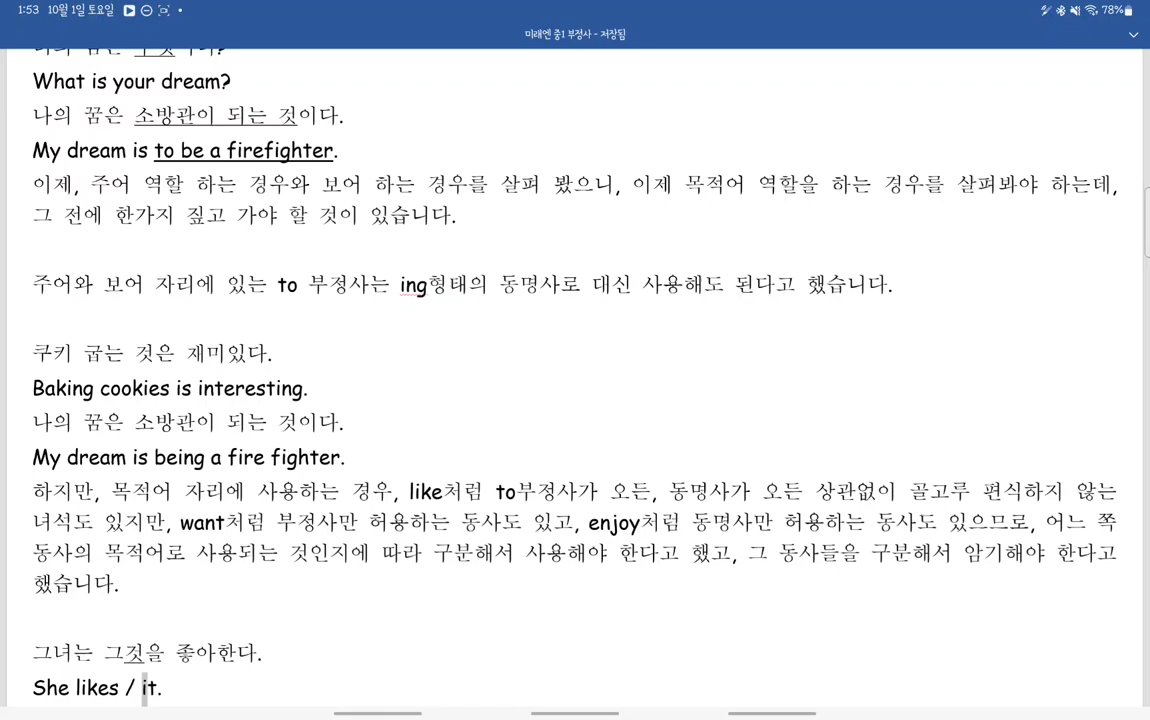 1:53 10월 1일 토요일 78%
미래엔 중1 부정사 - 저장됨
What is your dream?
나의 꿈은 소방관이 되는 것이다.
My dream is to be a firefighter.
이제, 주어 역할 하는 경우와 보어 하는 경우를 살펴 봤으니, 이제 목적어 역할을 하는 경우를 살펴봐야 하는데,
그 전에 한가지 짚고 가야 할 것이 있습니다.
주어와 보어 자리에 있는 to 부정사는 ing형태의 동명사로 대신 사용해도 된다고 했습니다.
쿠키 굽는 것은 재미있다.
Baking cookies is interesting.
나의 꿈은 소방관이 되는 것이다.
My dream is being a fire fighter.
하지만, 목적어 자리에 사용하는 경우, like처럼 to부정사가 오든, 동명사가 오든 상관없이 골고루 편식하지 않는
녀석도 있지만, want처럼 부정사만 허용하는 동사도 있고, enjoy처럼 동명사만 허용하는 동사도 있으므로, 어느 쪽
동사의 목적어로 사용되는 것인지에 따라 구분해서 사용해야 한다고 했고, 그 동사들을 구분해서 암기해야 한다고
했습니다.
그녀는 그것을 좋아한다.
She likes / it.